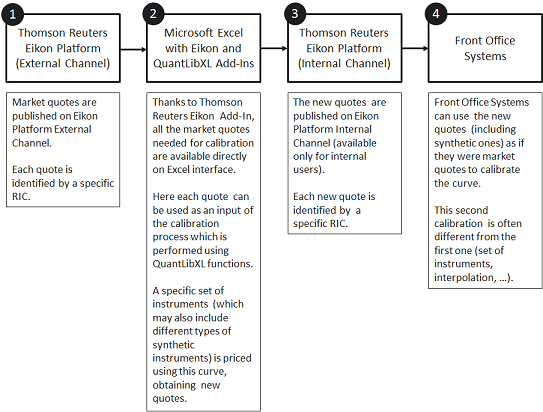 1
Thomson Reuters
Eikon Platform
(External Channel)
Market quotes are
published on Eikon
Platform External
Channel.
Each quote is
identified by a specific
RIC.
2
Microsoft Excel
with Eikon and
QuantLibXL Add-Ins
Thanks to Thomson
Reuters Eikon Add-In,
all the market quotes
needed for calibration
are available directly
on Excel interface.
Here each quote can
be used as an input of
the calibration
process which is
performed using
QuantLibXL functions.
A specific set of
instruments (which
may also include
different types of
synthetic
instruments) is priced
using this curve,
obtaining new
quotes.
3
Thomson Reuters
Eikon Platform
(Internal Channel)
The new quotes are
published on Eikon
Platform Internal
Channel (available
only for internal
users).
Each new quote is
identified by a
specific RIC.
4
Front Office
Systems
Front Office Systems
can use the new
quotes (including
synthetic ones) as if
they were market
quotes to calibrate
the curve.
This second
calibration is often
different from the
first one (set of
instruments,
interpolation, ...).